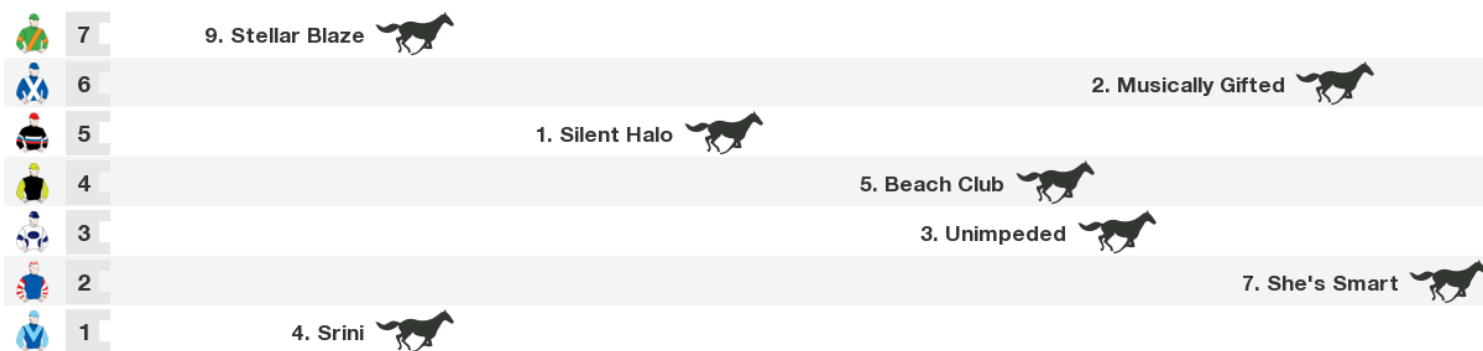 7 9. Stellar Blaze
6 2. Musically Gifted
5 1. Silent Halo
4 5. Beach Club
3 3. Unimpeded
2 7. She's Smart
1 4. Srini